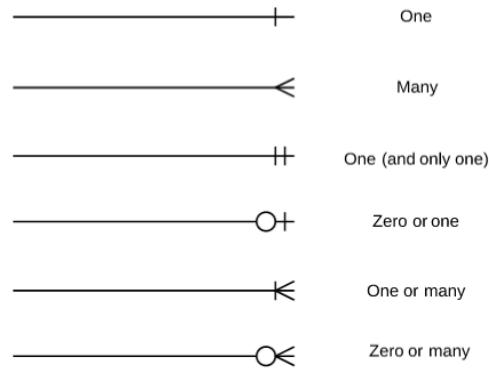 One
Many
One (and only one)
Zero or one
One or many
Zero or many